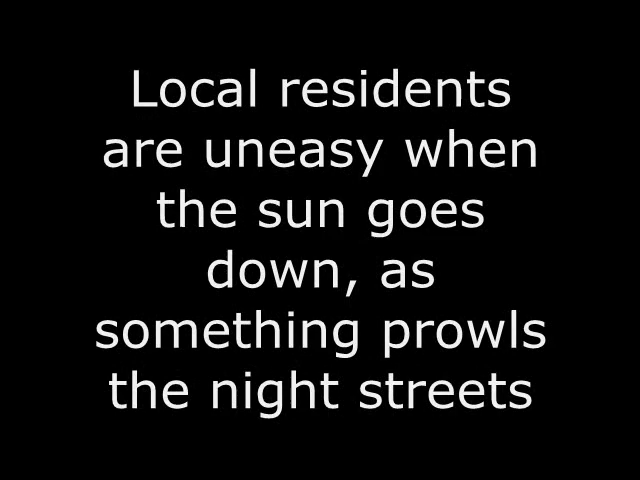 Local residents
are uneasy when
the sun goes
down, as
something prowls
the night streets